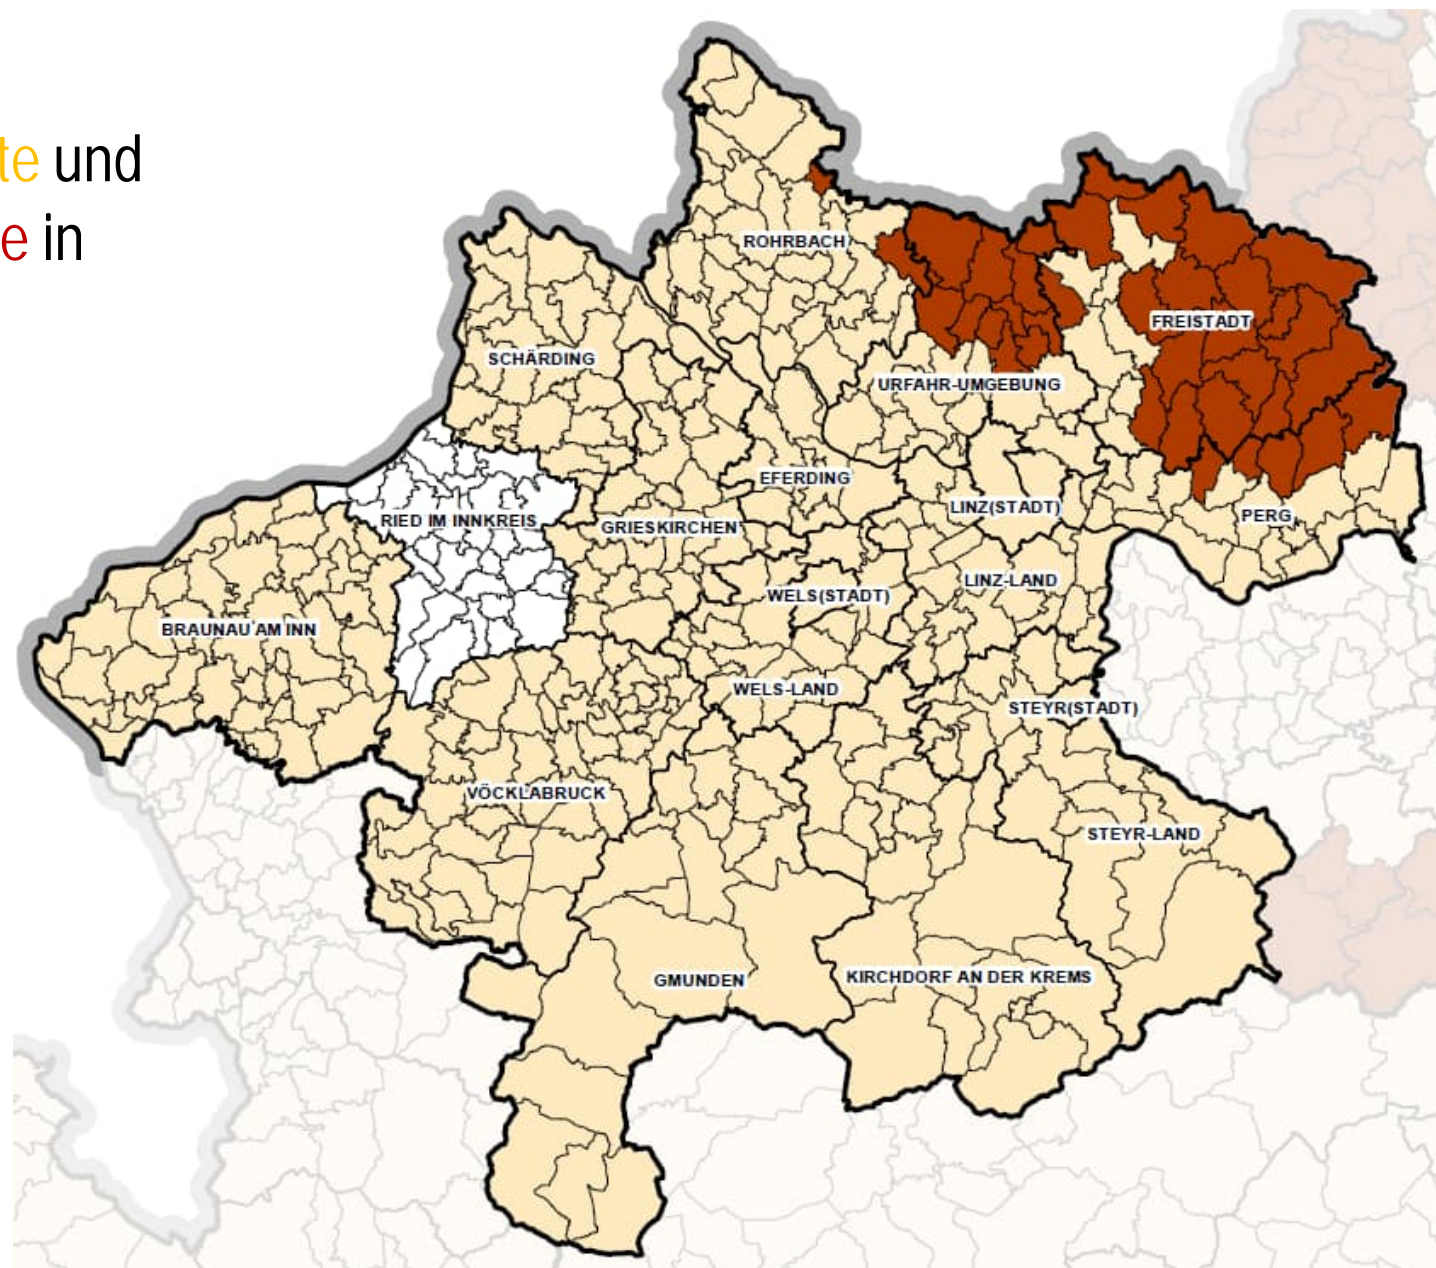 te und
e in
ROHRBACH
FREISTADT
SCHÄRDING
URFAHR-UMGEBUNG
EFERDING
LINZ(STADT)
RIED IM INNKREIS
GRIESKIRCHEN
PERG
LINZ-LAND
WELS(STADT)
BRAUNAU AM INN
WELS-LAND
STEYR(STADT)
VÖCKLABRUCK
STEYR-LAND
GMUNDEN
KIRCHDORF AN DER KREMS